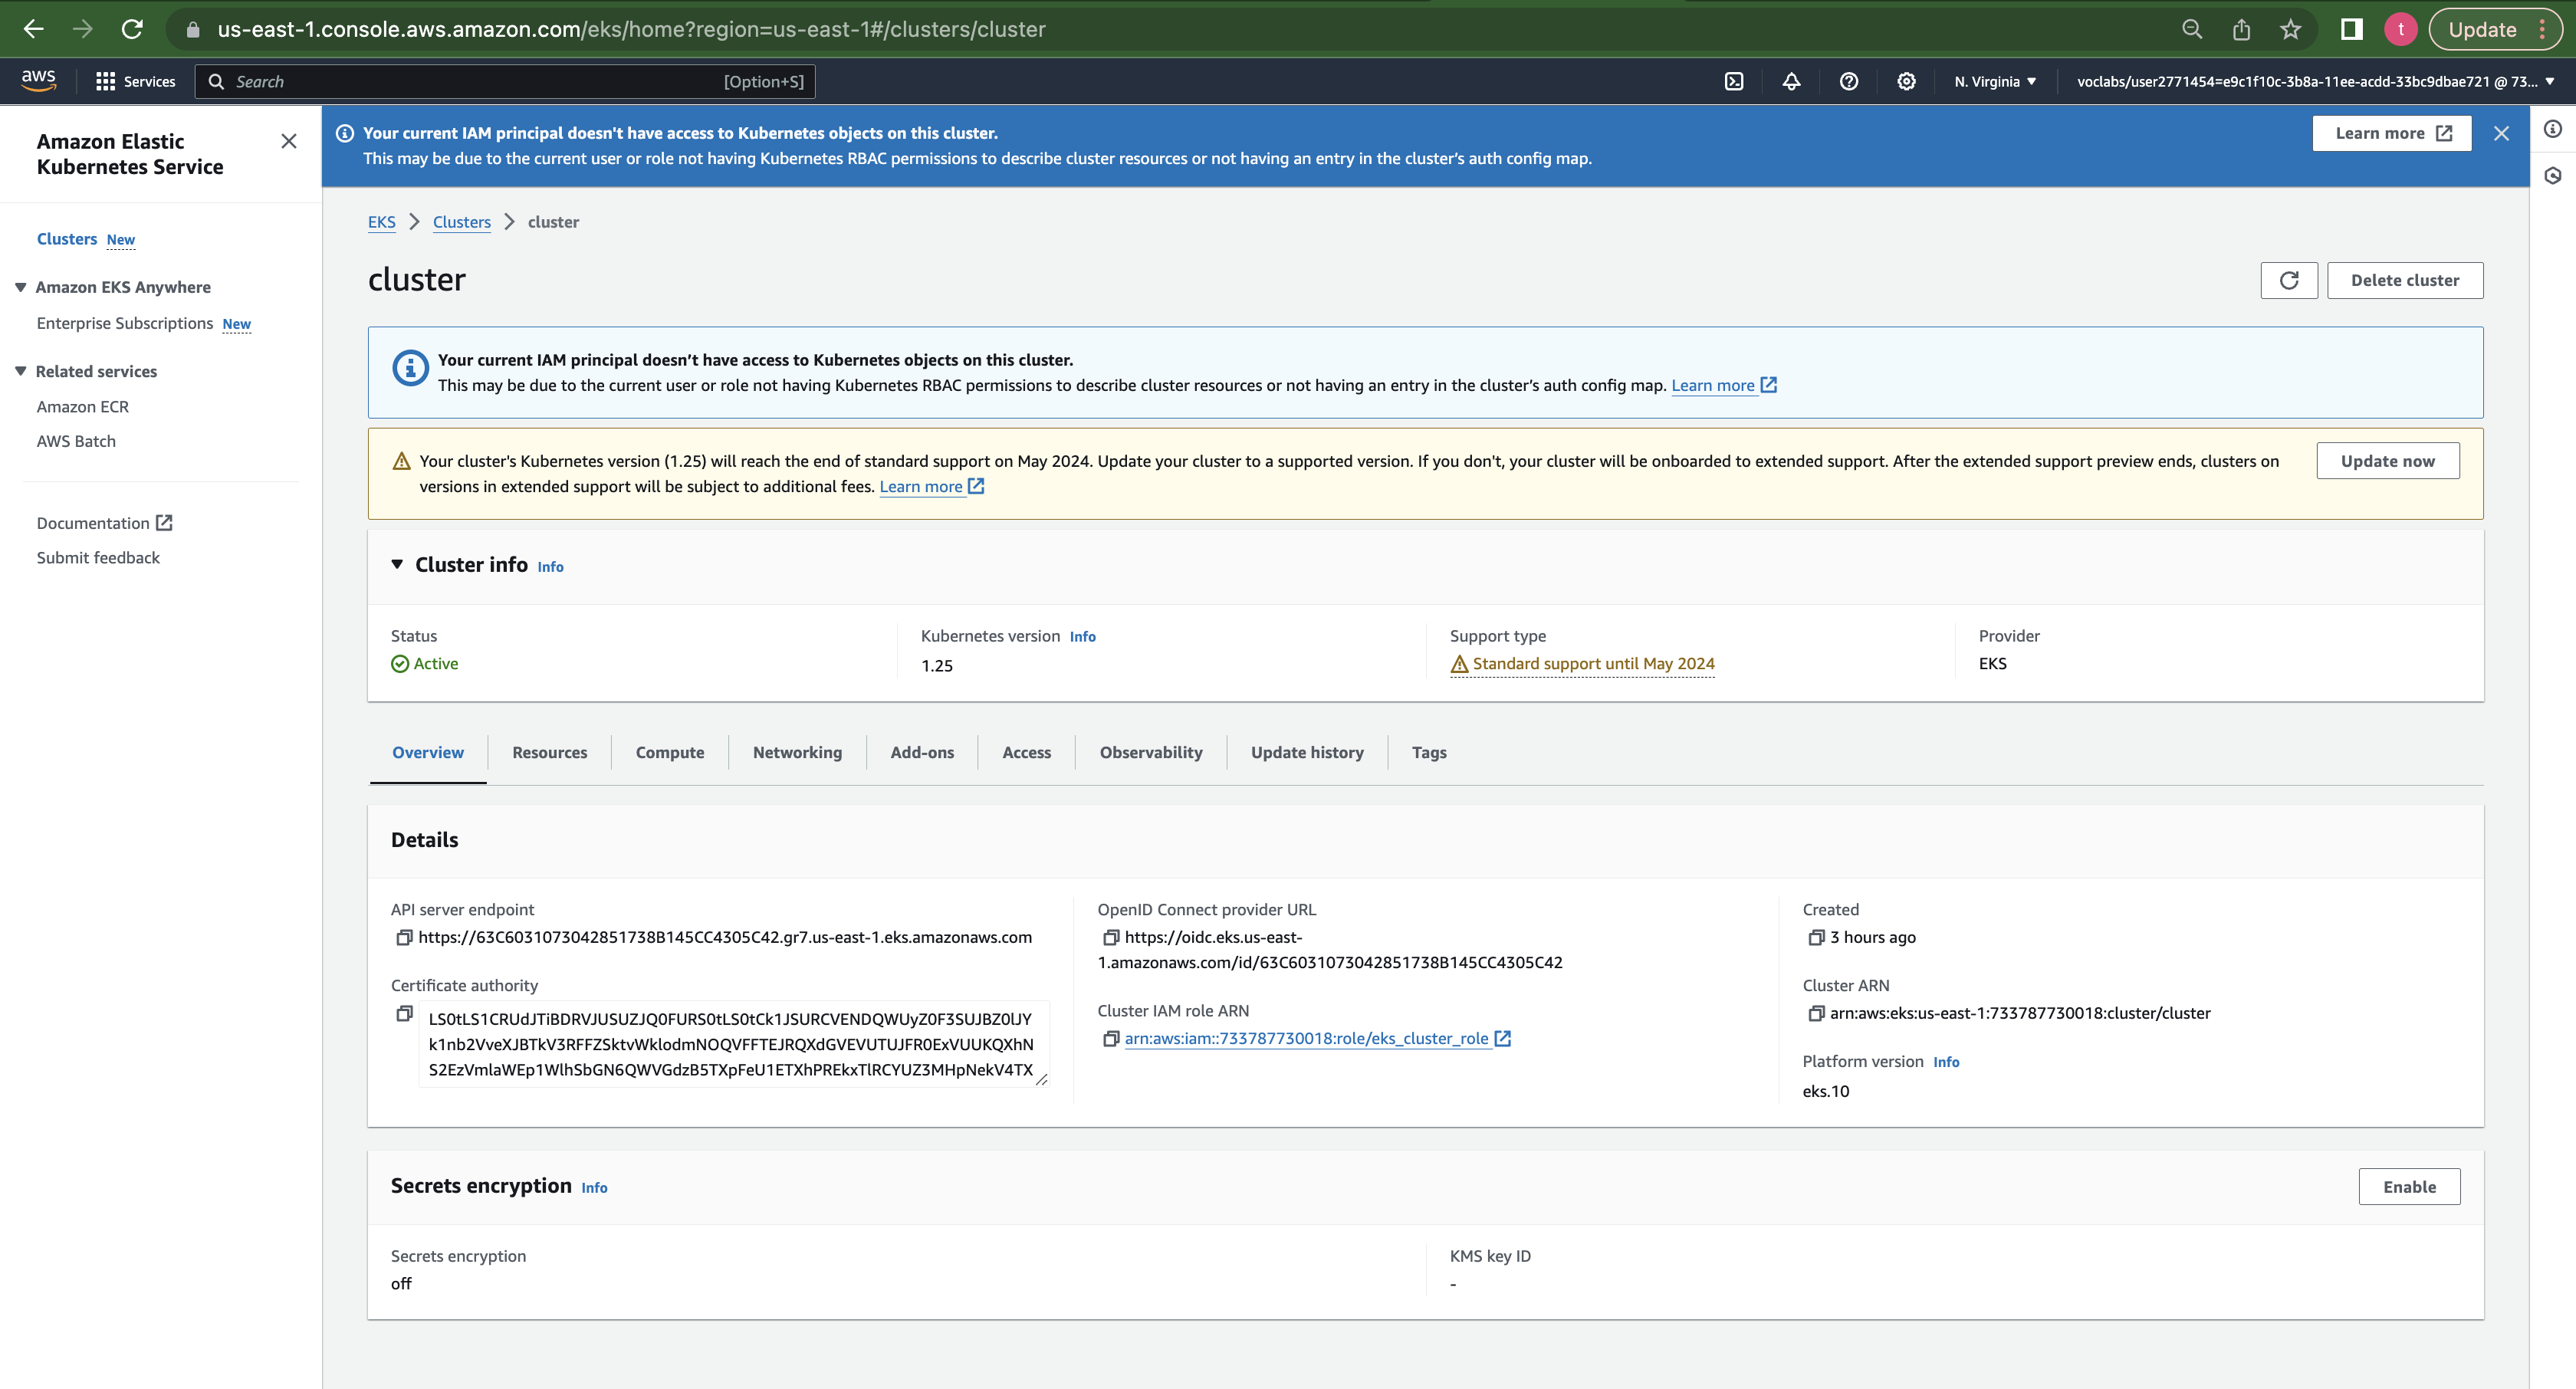 us-east-1.console.aws.amazon.com/eks/home?region=us-east-1#/clusters/cluster
t
Update
aws
Services
Search
[Option+S]
N. Virginia
voclabs/user2771454=e9c1f10c-3b8a-11ee-acdd-33bc9dbae721 @ 73...
Amazon Elastic
Kubernetes Service
Clusters New
Amazon EKS Anywhere
Enterprise Subscriptions New
Related services
Amazon ECR
AWS Batch
Documentation
Submit feedback
Your current IAM principal doesn't have access to Kubernetes objects on this cluster.
This may be due to the current user or role not having Kubernetes RBAC permissions to describe cluster resources or not having an entry in the cluster's auth config map.
Learn more
EKS
Clusters
cluster
cluster
Delete cluster
Your current IAM principal doesn't have access to Kubernetes objects on this cluster.
This may be due to the current user or role not having Kubernetes RBAC permissions to describe cluster resources or not having an entry in the cluster's auth config map. Learn more
Your cluster's Kubernetes version (1.25) will reach the end of standard support on May 2024. Update your cluster to a supported version. If you don't, your cluster will be onboarded to extended support. After the extended support preview ends, clusters on
versions in extended support will be subject to additional fees. Learn more
Update now
Cluster info Info
Status
Active
Kubernetes version Info
1.25
Support type
Standard support until May 2024
Provider
EKS
Overview
Resources
Compute
Networking
Add-ons
Access
Observability
Update history
Tags
Details
API server endpoint
https://63C6031073042851738B145CC4305C42.gr7.us-east-1.eks.amazonaws.com
Certificate authority
LS0tLS1CRUdJTiBDRVJUSUZJQ0FURS0tLS0tCk1JSURCVENDQWUyZ0F3SUJBZ0lJY
k1nb2VveXJBTkV3RFFZSktvWklodmNOQVFFTEJRQXdGVEVUTUJFR0ExVUUKQXhN
S2EzVmlaWEp1WlhSbGN6QWVGdzB5TXpFeU1ETXhPREkxTlRCYUZ3MHpNekV4TX
OpenID Connect provider URL
https://oidc.eks.us-east-
1.amazonaws.com/id/63C6031073042851738B145CC4305C42
Cluster IAM role ARN
arn:aws:iam::733787730018:role/eks_cluster_role
Created
3 hours ago
Cluster ARN
arn:aws:eks:us-east-1:733787730018:cluster/cluster
Platform version Info
eks.10
Secrets encryption Info
Enable
Secrets encryption
off
KMS key ID
-